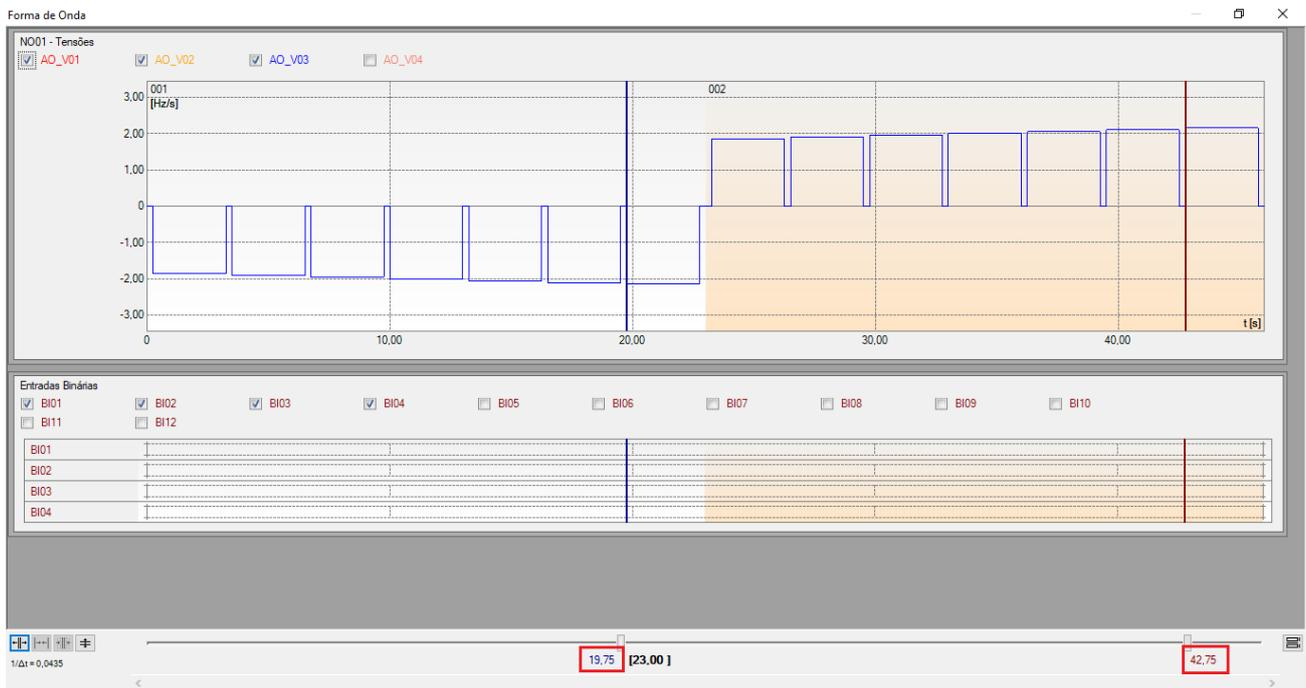 Forma de Onda
NO01 - Tensões
AO_V01 AO_V02 AO_V03 AO_V04
001 002
[Hz/s]
3,00
2,00
1,00
0
-1,00
-2,00
-3,00
t [s]
0 10,00 20,00 30,00 40,00
Entradas Binárias
BI01 BI02 BI03 BI04 BI05 BI06 BI07 BI08 BI09 BI10
BI11 BI12
BI01
BI02
BI03
BI04
19,75 [23,00 ] 42,75
1/Δt = 0,0435